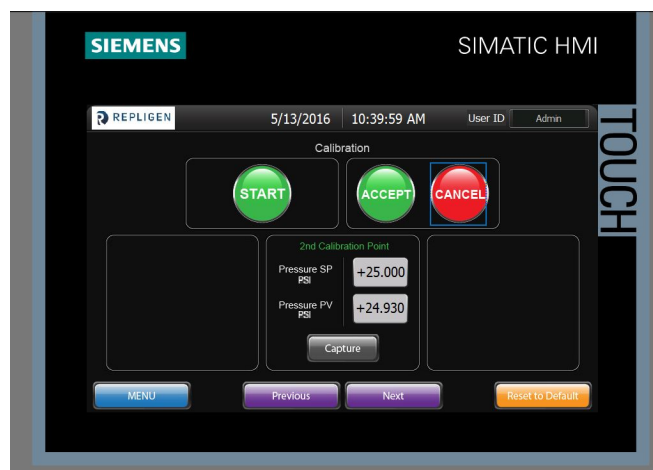 SIEMENS
SIMATIC HMI
TOUCH
REPLIGEN
5/13/2016
10:39:59 AM
User ID
Admin
Calibration
START
ACCEPT
CANCEL
2nd Calibration Point
Pressure SP
PSI
+25.000
Pressure PV
PSI
+24.930
Capture
MENU
Previous
Next
Reset to Default